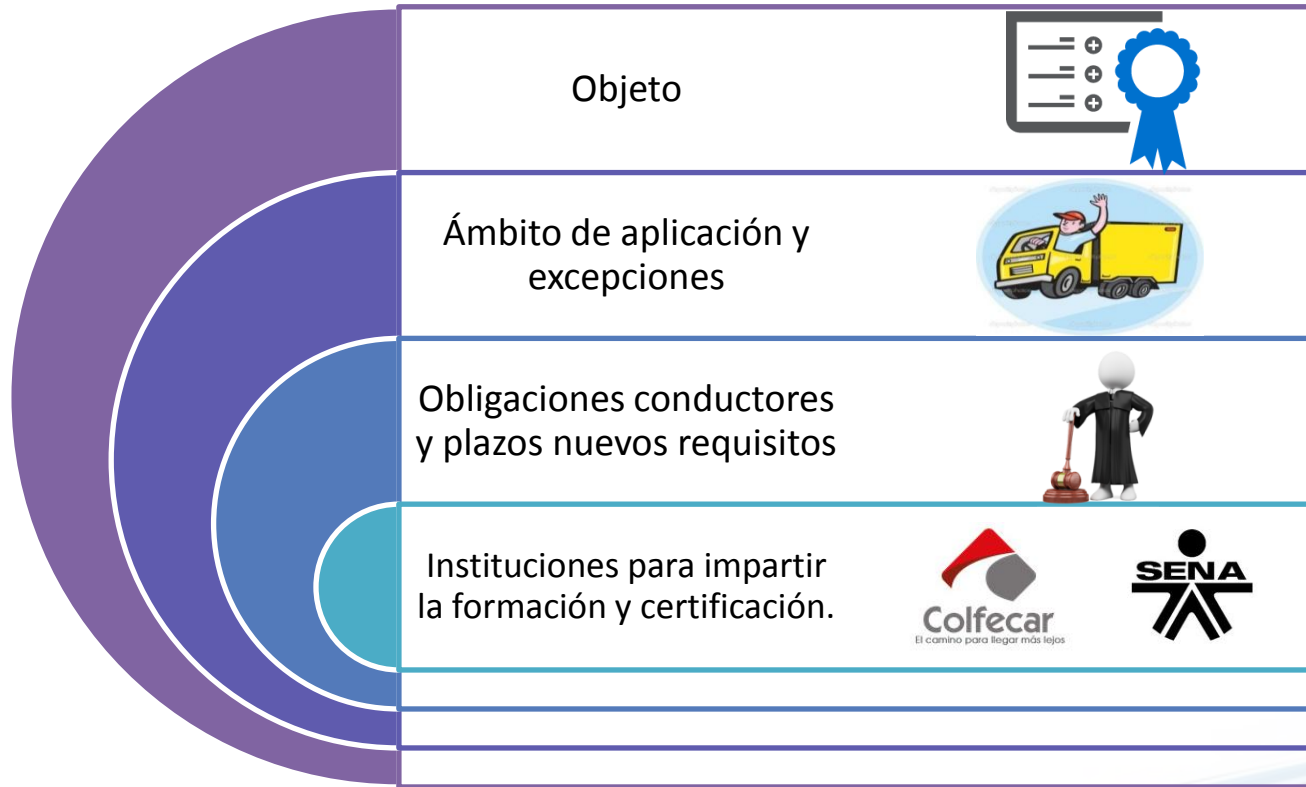 Objeto
Ámbito de aplicación y
excepciones
Obligaciones conductores
y plazos nuevos requisitos
Instituciones para impartir
la formación y certificación.
Colfecar
El camino para llegar más lejos
SENA